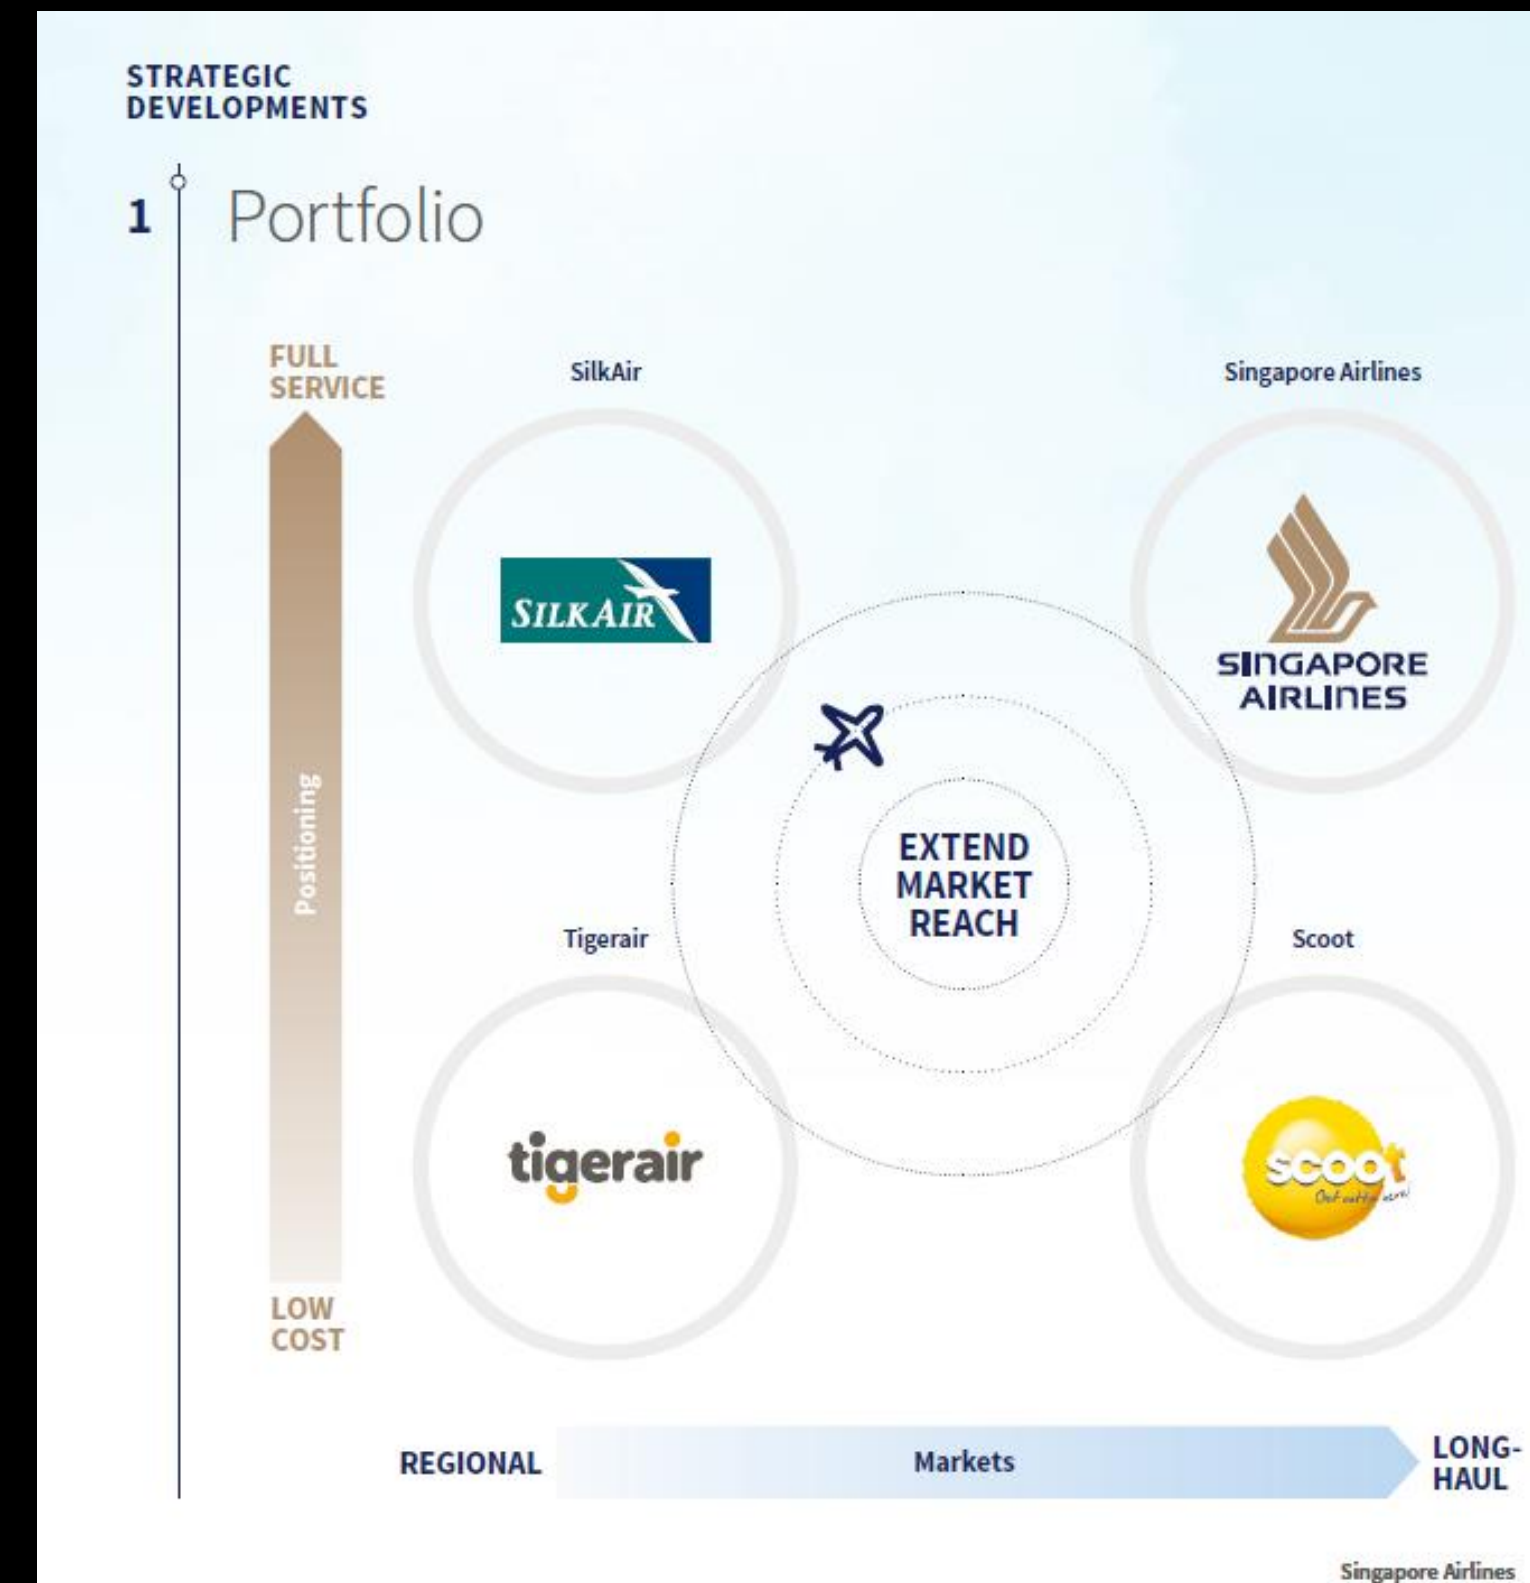 STRATEGIC
DEVELOPMENTS
1
Portfolio
FULL
SERVICE
SilkAir
Singapore Airlines
SILKAIR
SINGAPORE
AIRLINES
Positioning
EXTEND
MARKET
REACH
Tigerair
Scoot
tigerair
scoot
LOW
COST
REGIONAL
Markets
LONG-
HAUL
Singapore Airlines